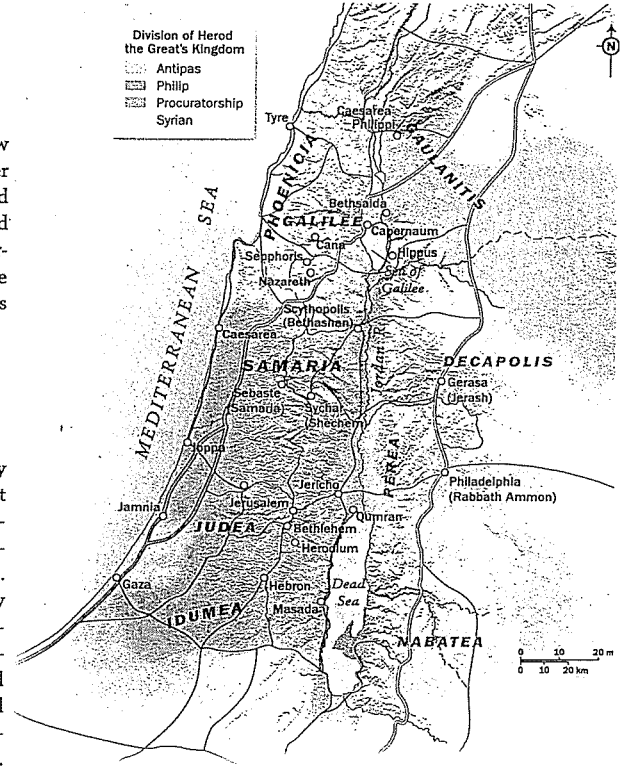 Division of Herod
the Great's Kingdom
Antipas
Philip
Procuratorship
Syrian
N
Tyre
Caesarea
Philippi
PHOENICIA
GAULANITIS
MEDITERRANEAN SEA
Bethsaida
GALILEE
Capernaum
Cana
Sepphoris
Hippus
Nazareth
Sea of
Galilee
Scythopolis
(Bethashan)
Caesarea
Jordan R.
SAMARIA
DECAPOLIS
Sebaste
(Samaria)
Sychar
(Shechem)
Gerasa
(Jerash)
Joppa
PEREA
Jericho
Philadelphia
(Rabbath Ammon)
Jamnia
Jerusalem
Qumran
JUDEA
Bethlehem
Herodium
Gaza
Hebron
Dead
Sea
Masada
IDUMEA
NABATEA
0 10 20 m
0 10 20 km